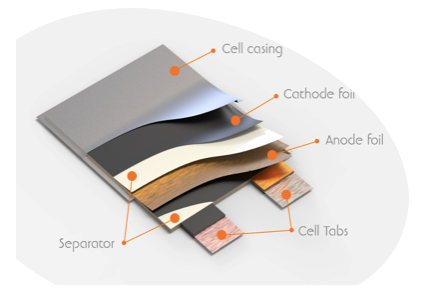 Cell casing
Cathode foil
Anode foil
Separator
Cell Tabs